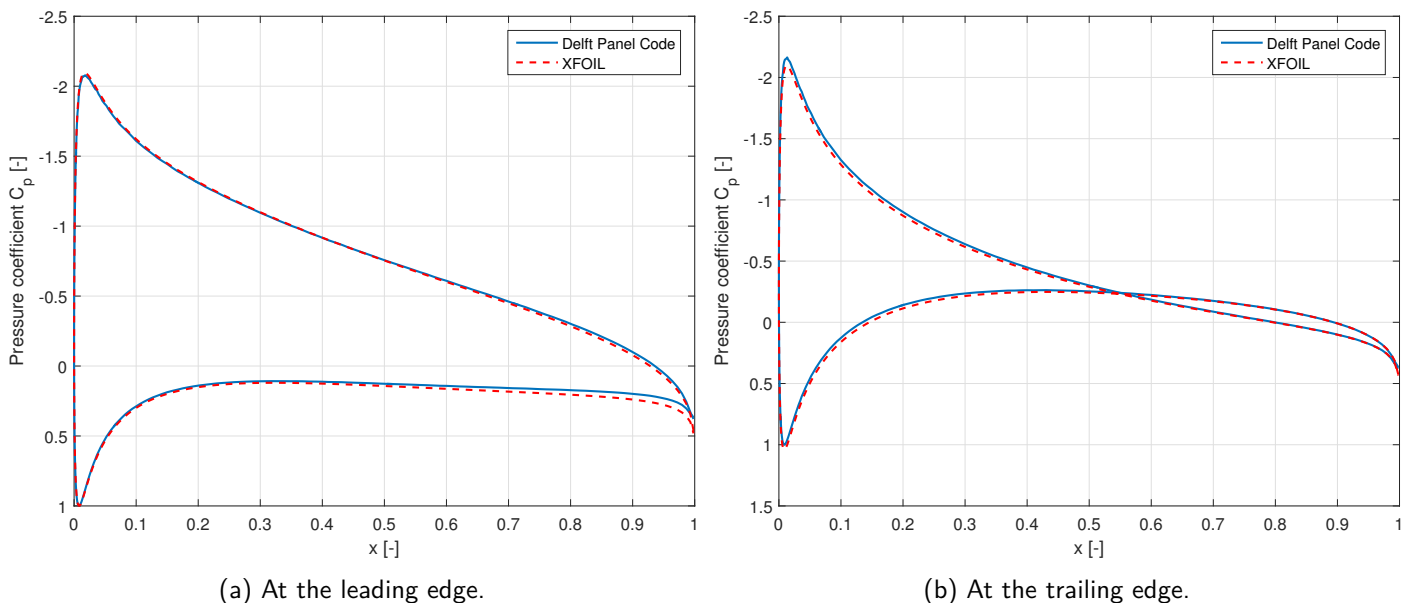 -2.5
-2
-1.5
-1
-0.5
0
0.5
1
Pressure coefficient C_p [-]
0 0.1 0.2 0.3 0.4 0.5 0.6 0.7 0.8 0.9 1
x [-]
Delft Panel Code
XFOIL
(a) At the leading edge.
-2.5
-2
-1.5
-1
-0.5
0
0.5
1
1.5
Pressure coefficient C_p [-]
0 0.1 0.2 0.3 0.4 0.5 0.6 0.7 0.8 0.9 1
x [-]
Delft Panel Code
XFOIL
(b) At the trailing edge.